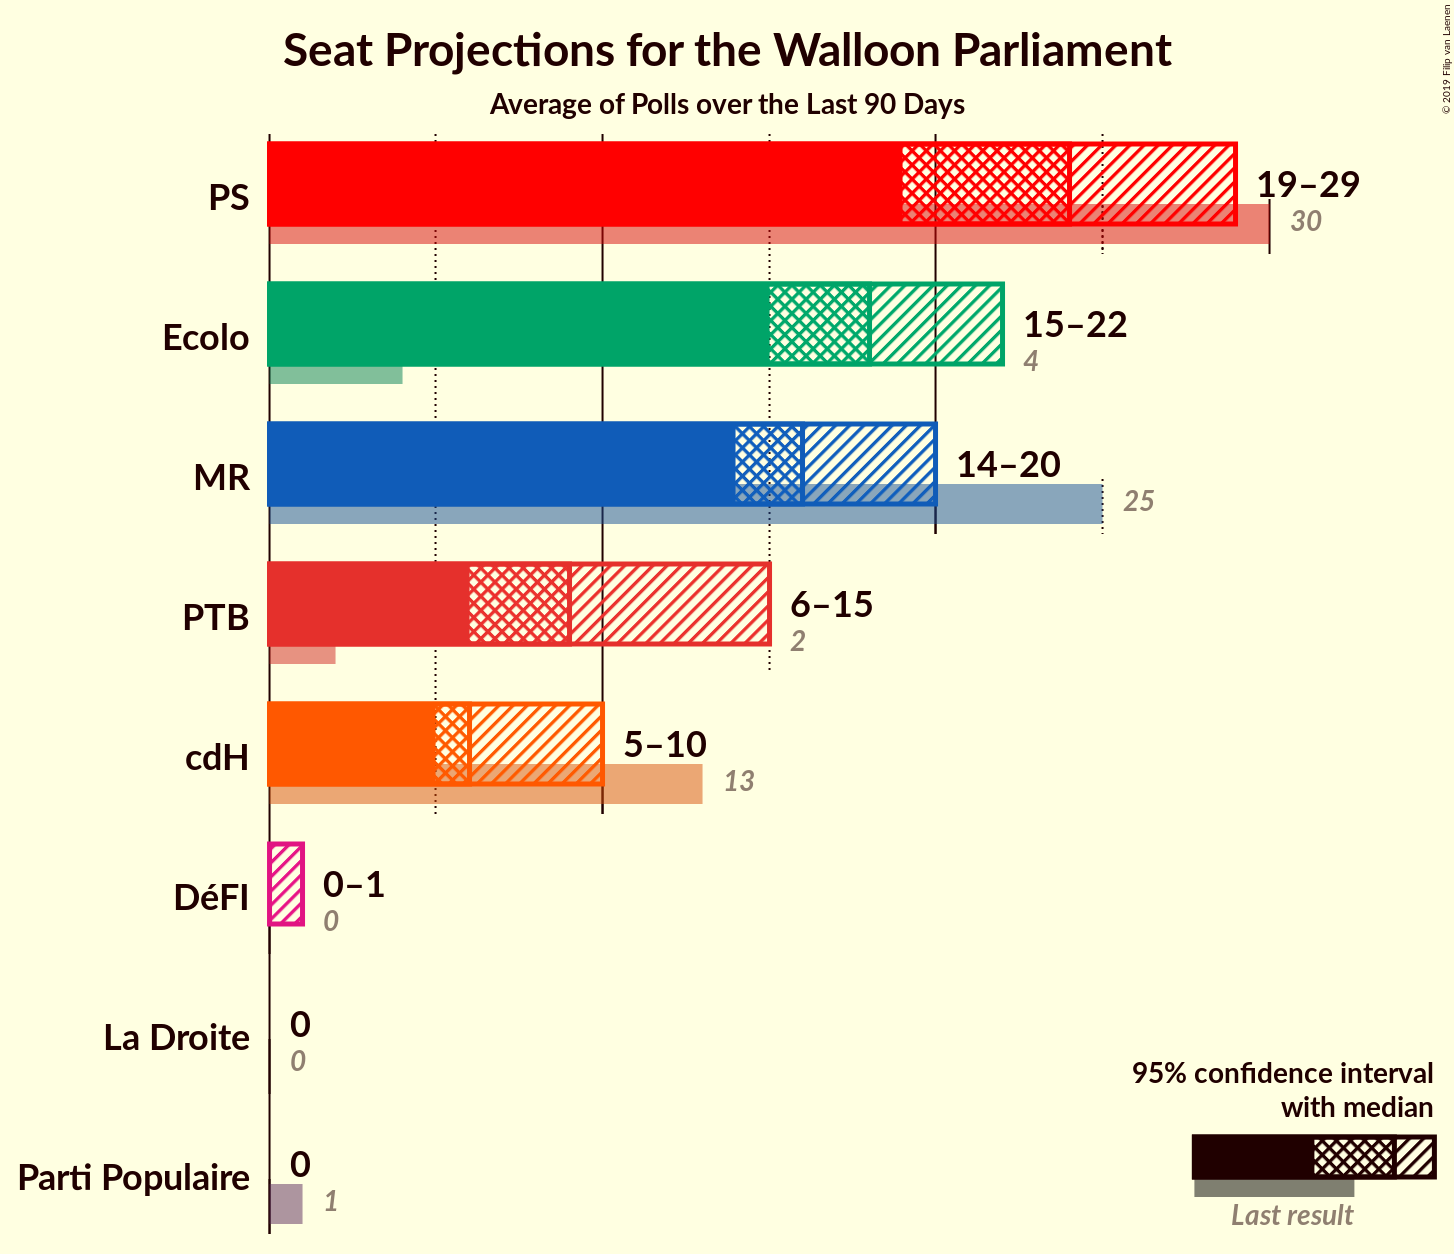 Seat Projections for the Walloon Parliament
Average of Polls over the Last 90 Days
© 2019 Filip van Laenen
PS
19–29
30
Ecolo
15–22
4
MR
14–20
25
PTB
6–15
2
cdH
5–10
13
DéFI
0–1
0
La Droite
0
0
Parti Populaire
0
1
95% confidence interval
with median
Last result